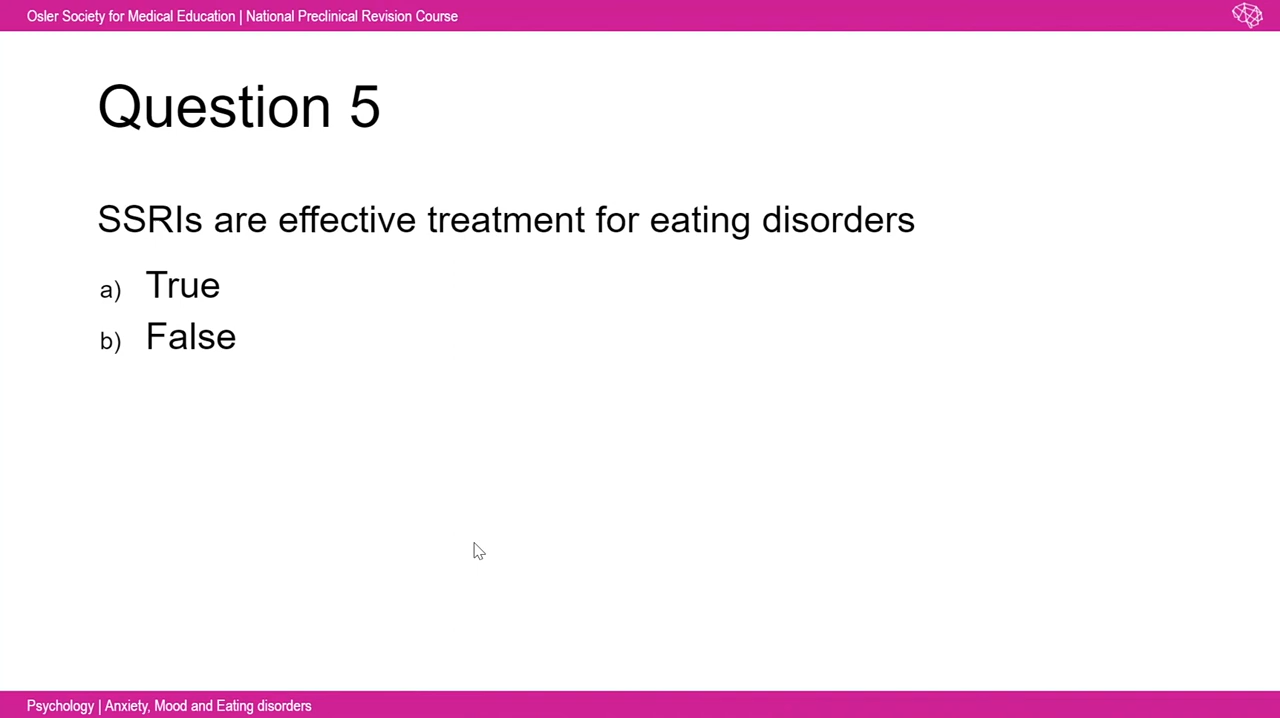 Osler Society for Medical Education | National Preclinical Revision Course
Question 5
SSRIs are effective treatment for eating disorders
a) True
b) False
Psychology | Anxiety, Mood and Eating disorders